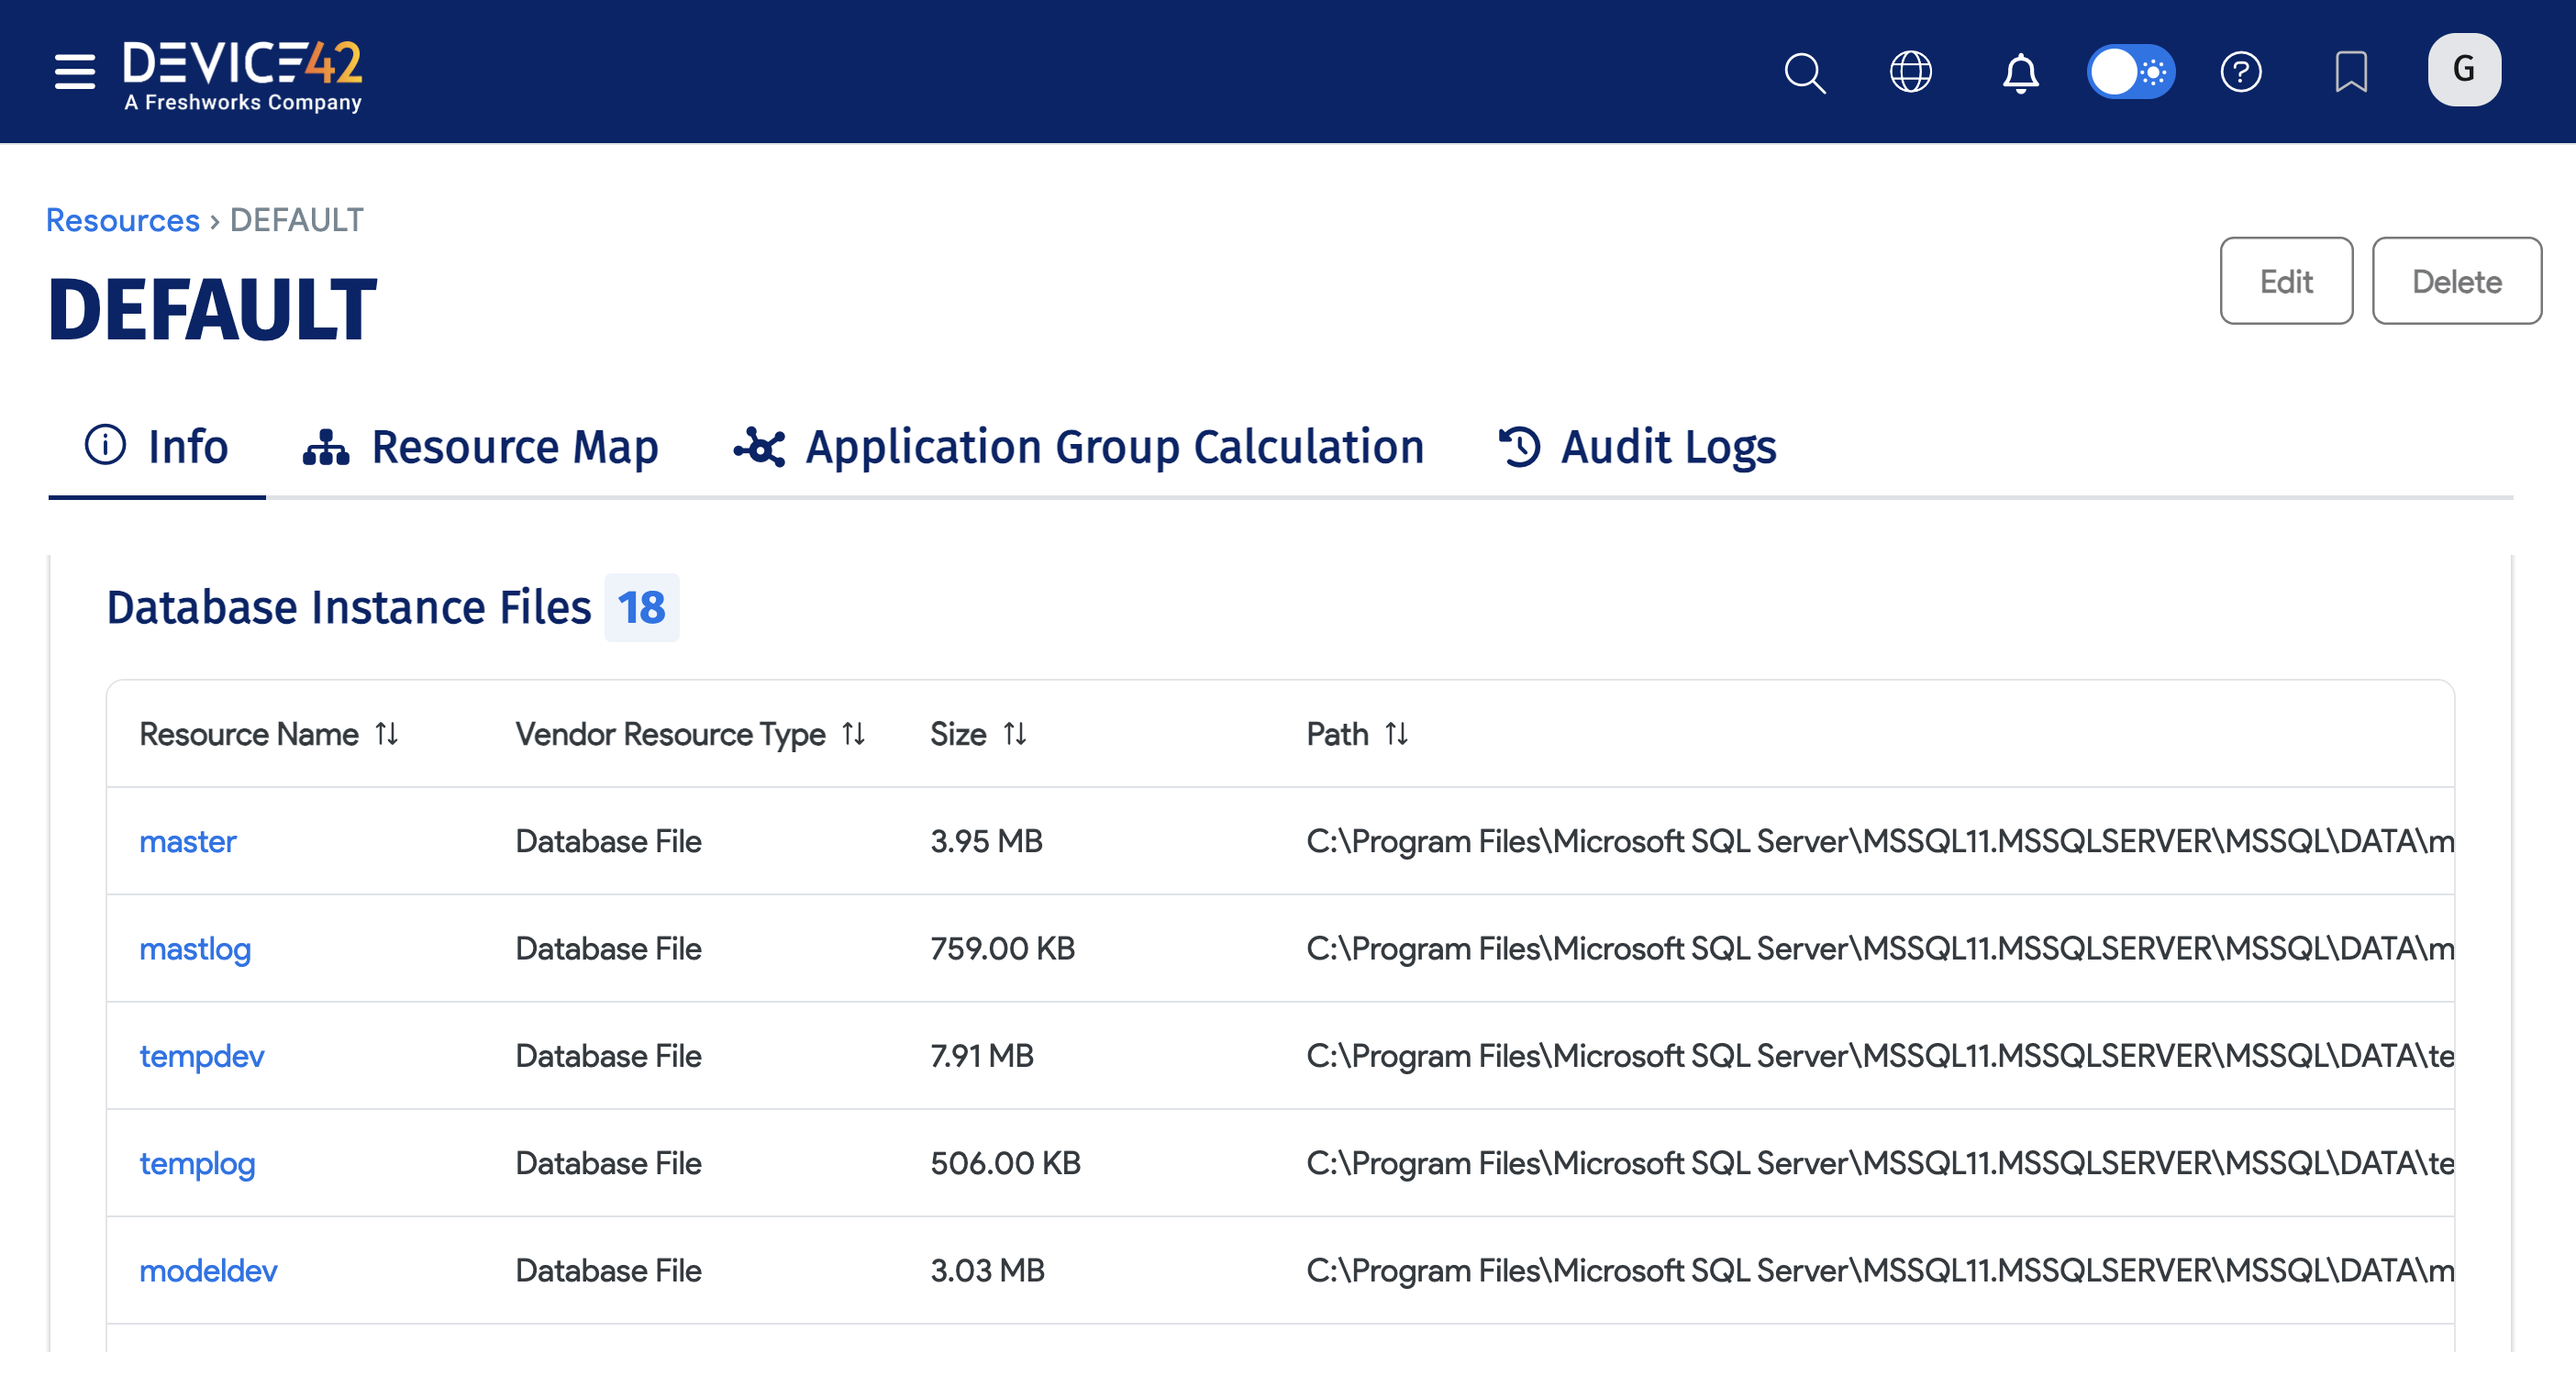 DEVICE42
A Freshworks Company
G
Resources › DEFAULT
DEFAULT
Edit
Delete
Info
Resource Map
Application Group Calculation
Audit Logs
Database Instance Files 18
Resource Name Vendor Resource Type Size Path
master Database File 3.95 MB C:\Program Files\Microsoft SQL Server\MSSQL11.MSSQLSERVER\MSSQL\DATA\m
mastlog Database File 759.00 KB C:\Program Files\Microsoft SQL Server\MSSQL11.MSSQLSERVER\MSSQL\DATA\m
tempdev Database File 7.91 MB C:\Program Files\Microsoft SQL Server\MSSQL11.MSSQLSERVER\MSSQL\DATA\te
templog Database File 506.00 KB C:\Program Files\Microsoft SQL Server\MSSQL11.MSSQLSERVER\MSSQL\DATA\te
modeldev Database File 3.03 MB C:\Program Files\Microsoft SQL Server\MSSQL11.MSSQLSERVER\MSSQL\DATA\m